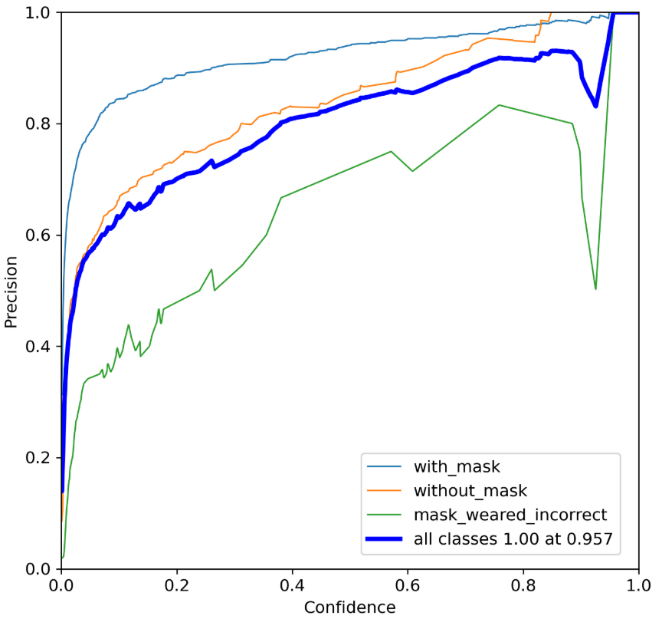 1.0
0.8
0.6
0.4
0.2
0.0
Precision
with_mask
without_mask
mask_weared_incorrect
all classes 1.00 at 0.957
0.0 0.2 0.4 0.6 0.8 1.0
Confidence